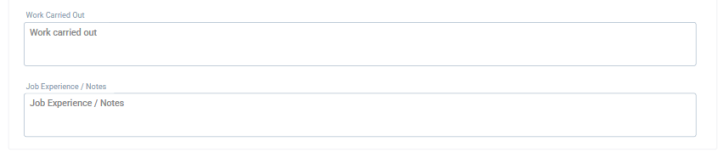 Work Carried Out
Work carried out
Job Experience / Notes
Job Experience / Notes